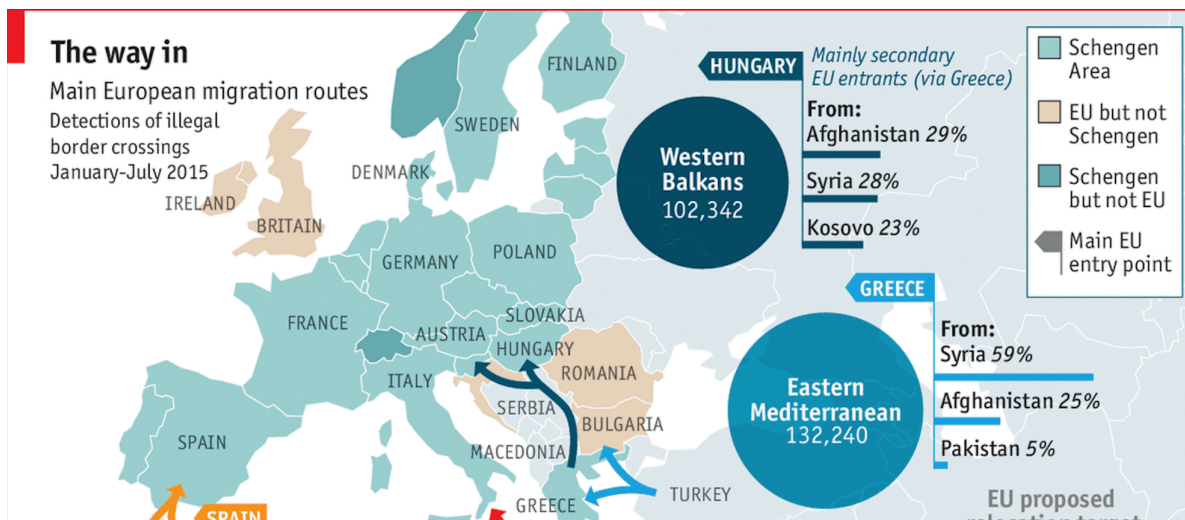 The way in
Main European migration routes
Detections of illegal
border crossings
January-July 2015
FINLAND
SWEDEN
DENMARK
IRELAND
BRITAIN
POLAND
GERMANY
SLOVAKIA
FRANCE
AUSTRIA
HUNGARY
ITALY
ROMANIA
SERBIA
BULGARIA
SPAIN
MACEDONIA
GREECE
TURKEY
SPAIN
HUNGARY
Mainly secondary
EU entrants (via Greece)
From:
Afghanistan 29%
Syria 28%
Kosovo 23%
Western
Balkans
102,342
GREECE
From:
Syria 59%
Afghanistan 25%
Pakistan 5%
Eastern
Mediterranean
132,240
Schengen
Area
EU but not
Schengen
Schengen
but not EU
Main EU
entry point
EU proposed
relocation target